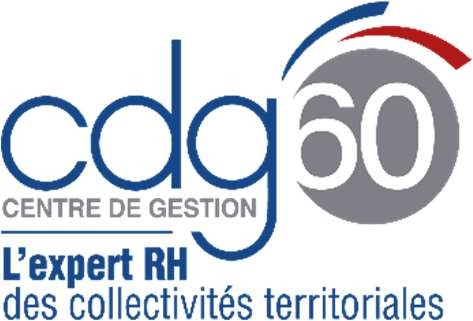 cdg60
CENTRE DE GESTION
L'expert RH
des collectivités territoriales